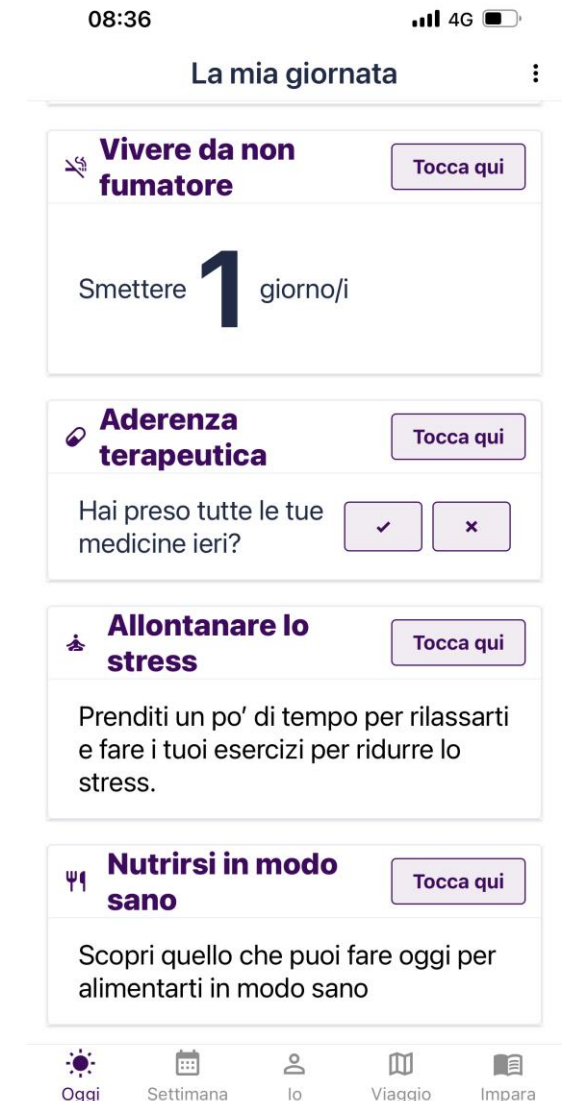 08:36 4G
La mia giornata
Vivere da non
fumatore
Tocca qui
Smettere 1 giorno/i
Aderenza
terapeutica
Tocca qui
Hai preso tutte le tue
medicine ieri?
Allontanare lo
stress
Tocca qui
Prenditi un po’ di tempo per rilassarti
e fare i tuoi esercizi per ridurre lo
stress.
Nutrirsi in modo
sano
Tocca qui
Scopri quello che puoi fare oggi per
alimentarti in modo sano
Oggi Settimana Io Viaggio Impara